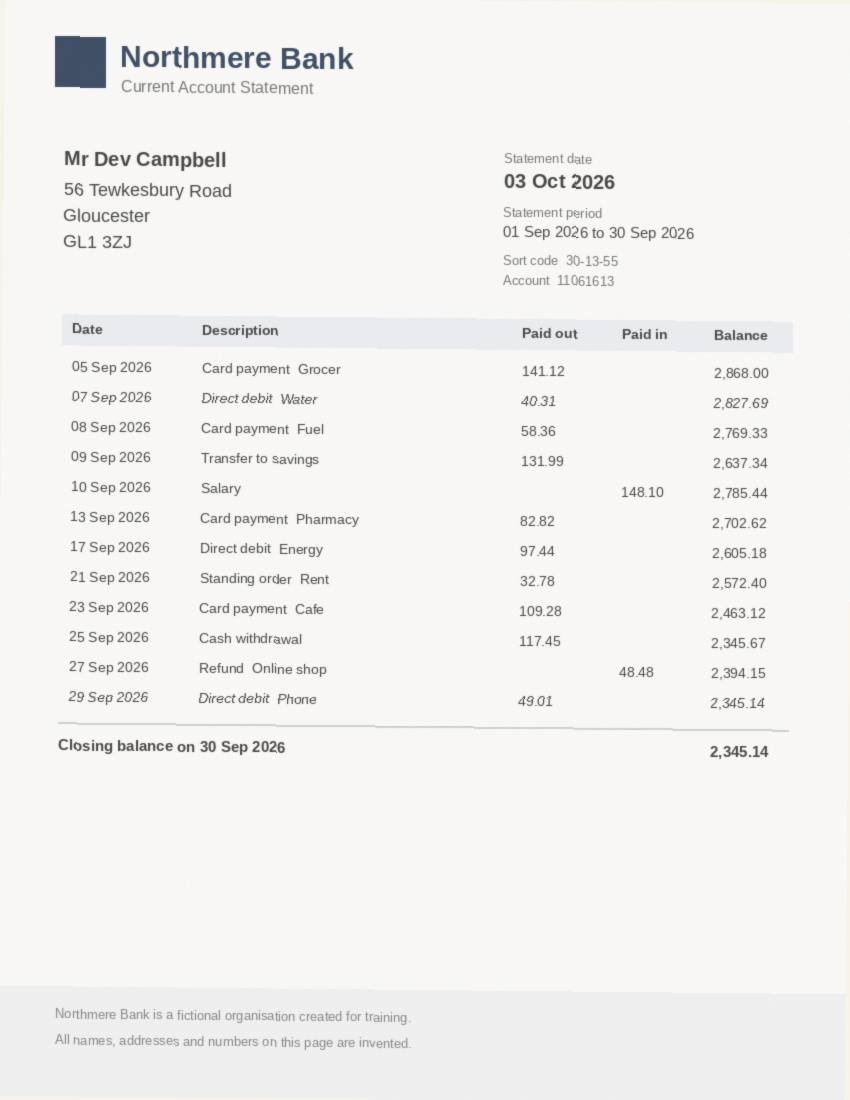 Northmere Bank
Current Account Statement
Mr Dev Campbell
56 Tewkesbury Road
Gloucester
GL1 3ZJ
Statement date
03 Oct 2026
Statement period
01 Sep 2026 to 30 Sep 2026
Sort code 30-13-55
Account 11061613
Date Description Paid out Paid in Balance
05 Sep 2026 Card payment Grocer 141.12 2,868.00
07 Sep 2026 Direct debit Water 40.31 2,827.69
08 Sep 2026 Card payment Fuel 58.36 2,769.33
09 Sep 2026 Transfer to savings 131.99 2,637.34
10 Sep 2026 Salary 148.10 2,785.44
13 Sep 2026 Card payment Pharmacy 82.82 2,702.62
17 Sep 2026 Direct debit Energy 97.44 2,605.18
21 Sep 2026 Standing order Rent 32.78 2,572.40
23 Sep 2026 Card payment Cafe 109.28 2,463.12
25 Sep 2026 Cash withdrawal 117.45 2,345.67
27 Sep 2026 Refund Online shop 48.48 2,394.15
29 Sep 2026 Direct debit Phone 49.01 2,345.14
Closing balance on 30 Sep 2026 2,345.14
Northmere Bank is a fictional organisation created for training.
All names, addresses and numbers on this page are invented.